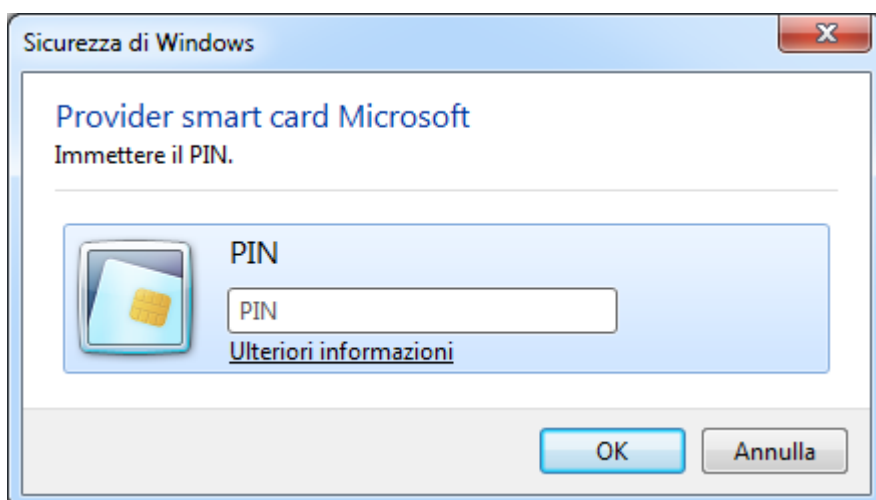 Sicurezza di Windows
Provider smart card Microsoft
Immettere il PIN.
PIN
PIN
Ulteriori informazioni
OK Annulla